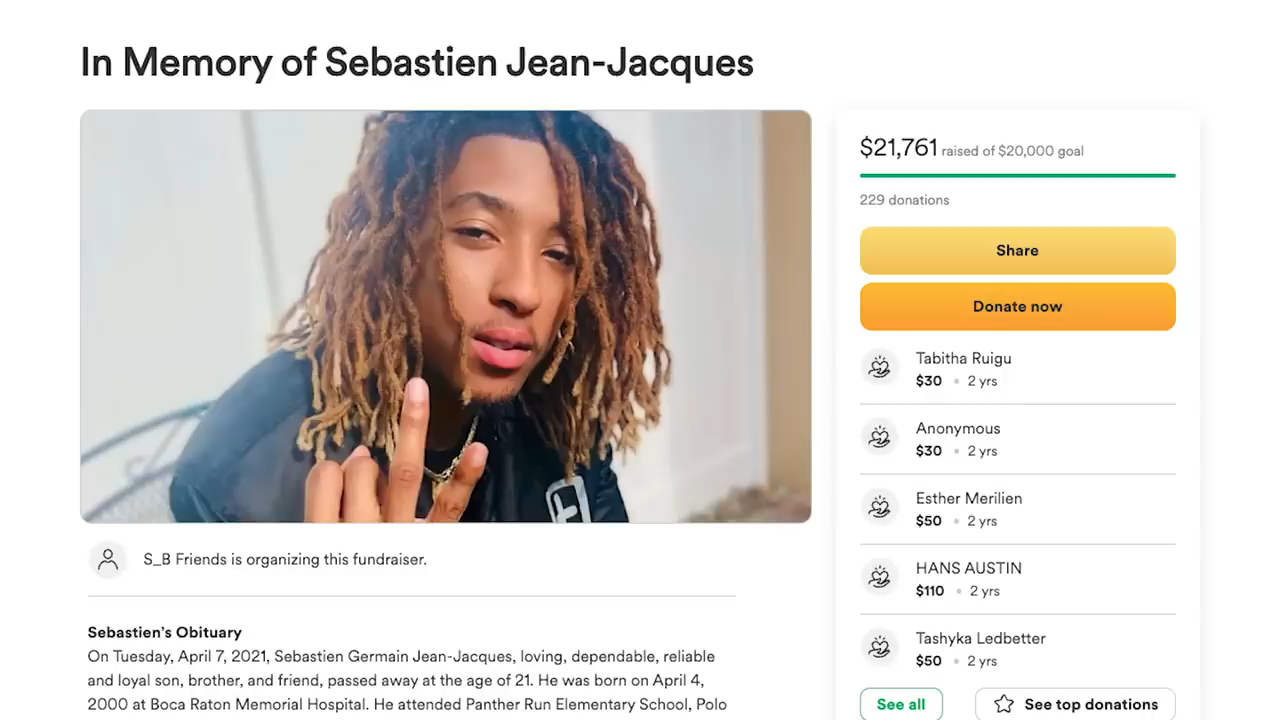 In Memory of Sebastien Jean-Jacques
$21,761 raised of $20,000 goal
229 donations
Share
Donate now
Tabitha Ruigu
$30 • 2 yrs
Anonymous
$30 • 2 yrs
Esther Merilien
$50 • 2 yrs
HANS AUSTIN
$110 • 2 yrs
Tashyka Ledbetter
$50 • 2 yrs
See all
See top donations
S_B Friends is organizing this fundraiser.
Sebastien’s Obituary
On Tuesday, April 7, 2021, Sebastien Germain Jean-Jacques, loving, dependable, reliable
and loyal son, brother, and friend, passed away at the age of 21. He was born on April 4,
2000 at Boca Raton Memorial Hospital. He attended Panther Run Elementary School, Polo